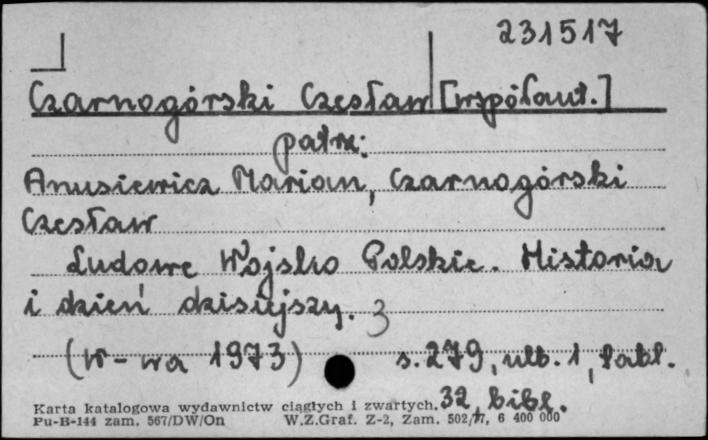 231517
Czarnogórski Czesław [współaut.]
patrz:
Anusiewicz Marian, Czarnogórski
Czesław
Ludowe Wojsko Polskie. Historia
i dzień dzisiejszy. 3
(W-wa 1973) s. 279, nlb. 1, tabl.
32, bibl.
Karta katalogowa wydawnictw ciągłych i zwartych.
Pu-B-144 zam. 567/DW/On W.Z.Graf. Z-2, Zam. 502/77, 6 400 000